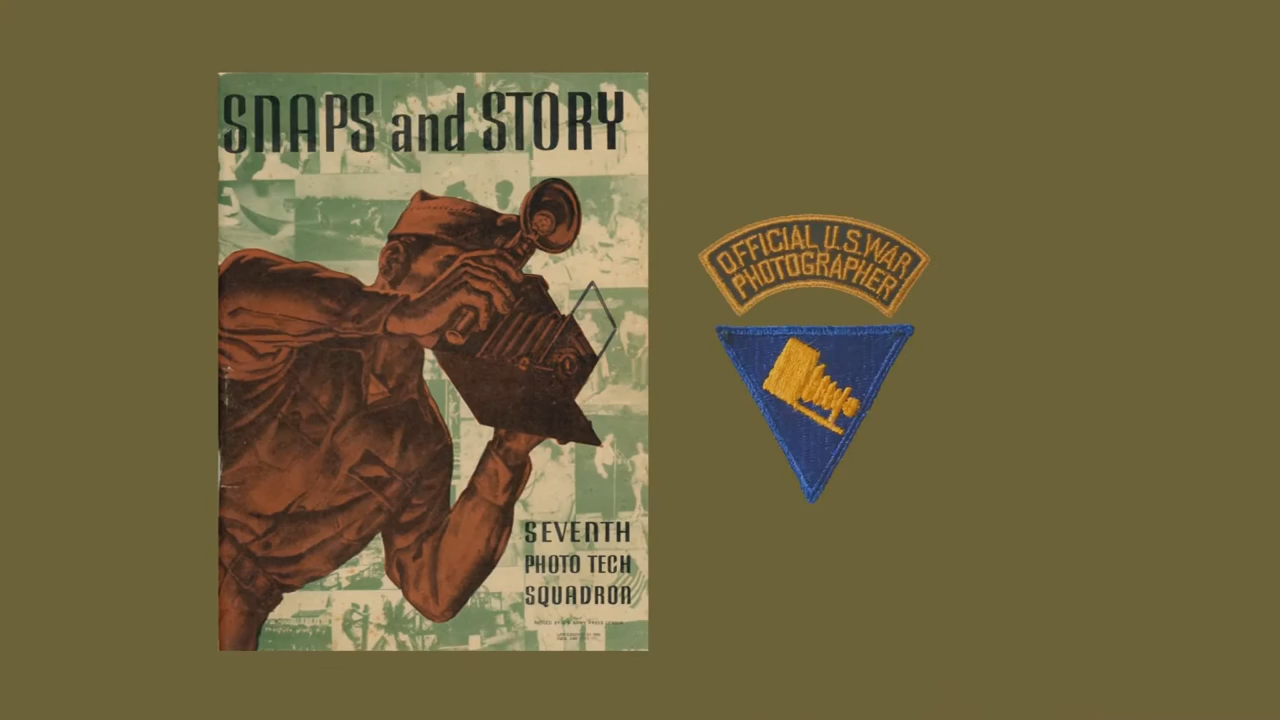 SNAPS and STORY
SEVENTH
PHOTO TECH
SQUADRON
OFFICIAL U.S. WAR
PHOTOGRAPHER